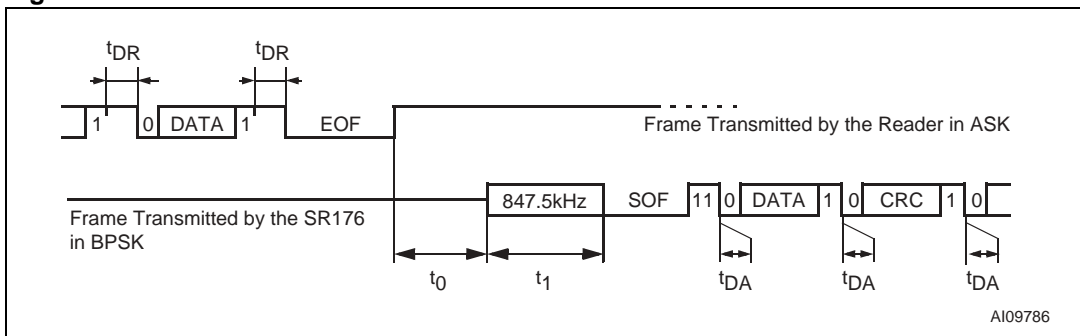 tDR tDR
1 0 DATA 1 EOF
Frame Transmitted by the Reader in ASK
847.5kHz SOF 11 0 DATA 1 0 CRC 1 0
Frame Transmitted by the SR176
in BPSK
t0 t1 tDA tDA tDA
AI09786